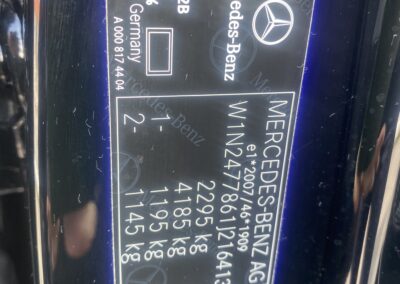 MERCEDES-BENZ AG
e1*2007/46*1909
W1N2477861J216413
2295 kg
4185 kg
1- 1195 kg
2- 1145 kg
Mercedes-Benz
Germany
A 000 817 44 04